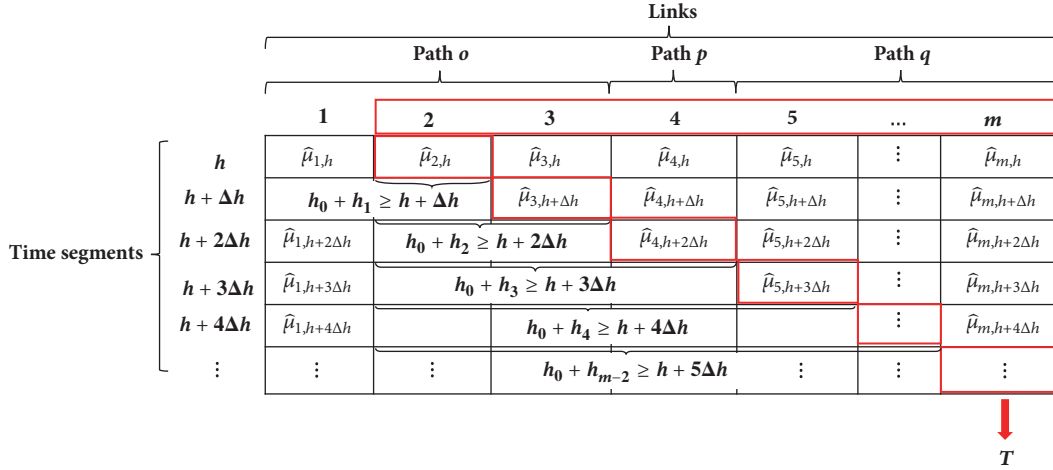 Links
Path o Path p Path q
1 2 3 4 5 ... m
h μ̂1,h μ̂2,h μ̂3,h μ̂4,h μ̂5,h ⋮ μ̂m,h
h + Δh h0 + h1 ≥ h + Δh μ̂3,h+Δh μ̂4,h+Δh μ̂5,h+Δh ⋮ μ̂m,h+Δh
Time segments h + 2Δh μ̂1,h+2Δh h0 + h2 ≥ h + 2Δh μ̂4,h+2Δh μ̂5,h+2Δh ⋮ μ̂m,h+2Δh
h + 3Δh μ̂1,h+3Δh h0 + h3 ≥ h + 3Δh μ̂5,h+3Δh ⋮ μ̂m,h+3Δh
h + 4Δh μ̂1,h+4Δh h0 + h4 ≥ h + 4Δh ⋮ μ̂m,h+4Δh
⋮ ⋮ ⋮ h0 + hm−2 ≥ h + 5Δh ⋮ ⋮ ⋮
T